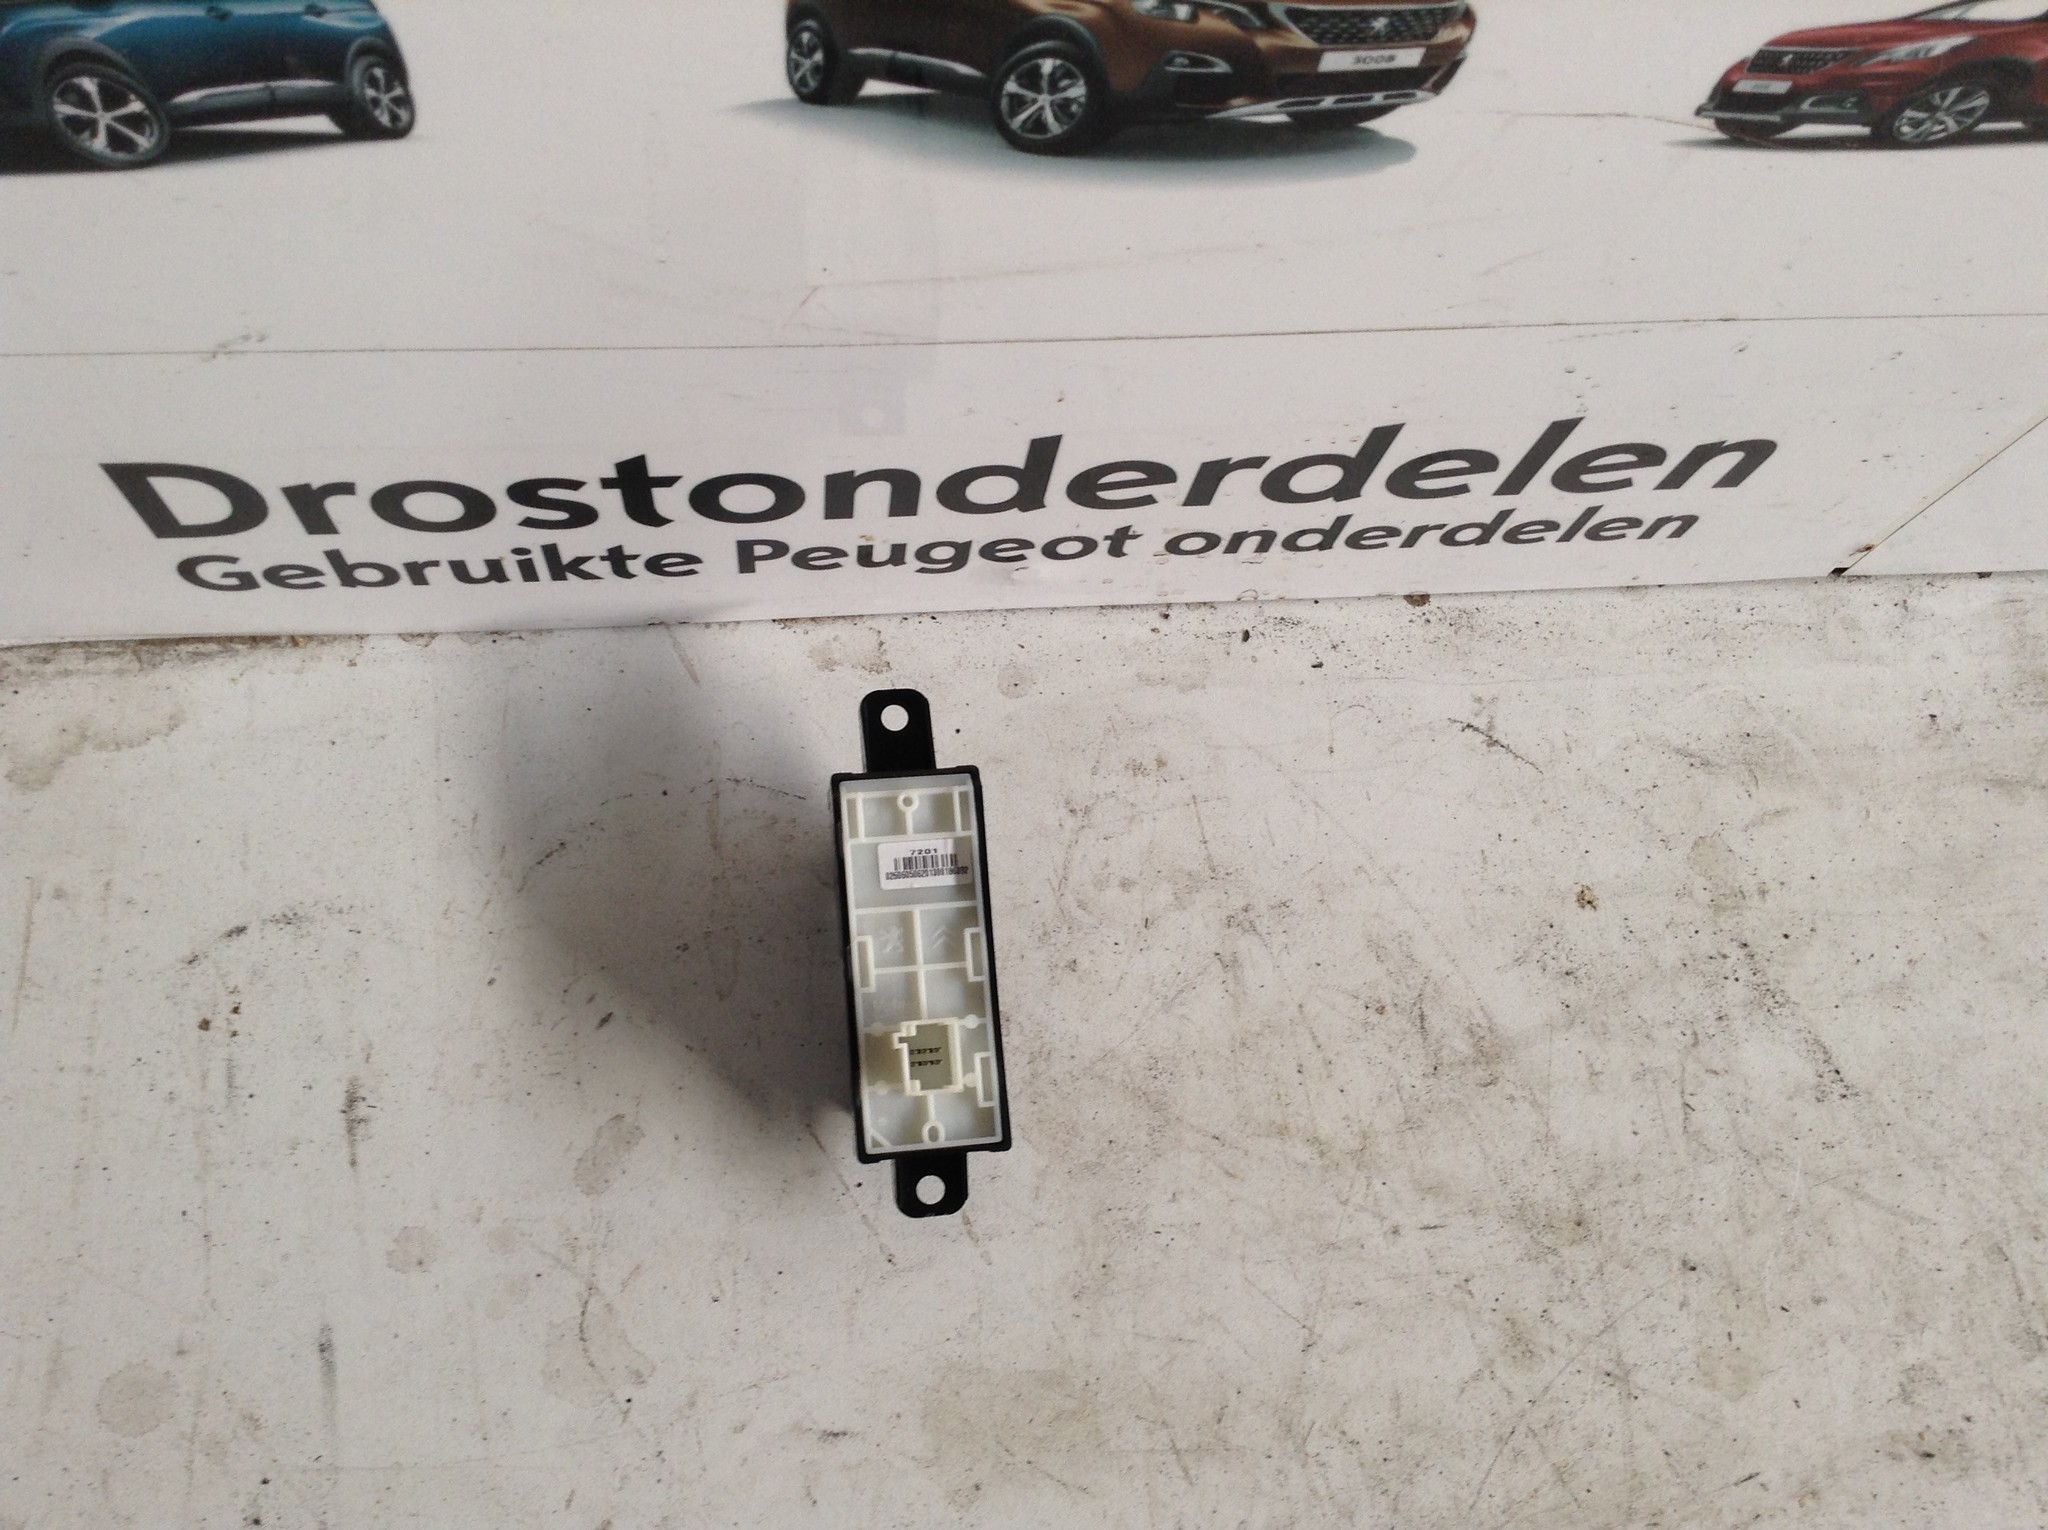 3008
Drostonderdelen
Gebruikte Peugeot onderdelen
7201